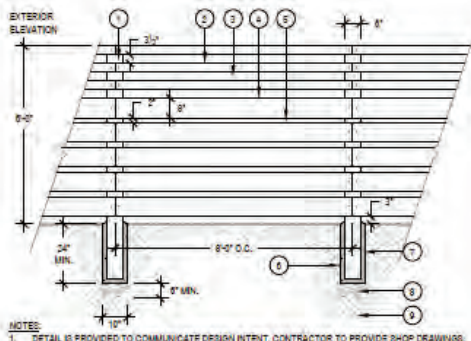 EXTERIOR
ELEVATION
1
2
3
4
5
6"
3½"
2"
8"
6'-0"
3"
24"
MIN.
8'-0" O.C.
6
7
6" MIN.
8
10"
9
NOTES:
1. DETAIL IS PROVIDED TO COMMUNICATE DESIGN INTENT. CONTRACTOR TO PROVIDE SHOP DRAWINGS